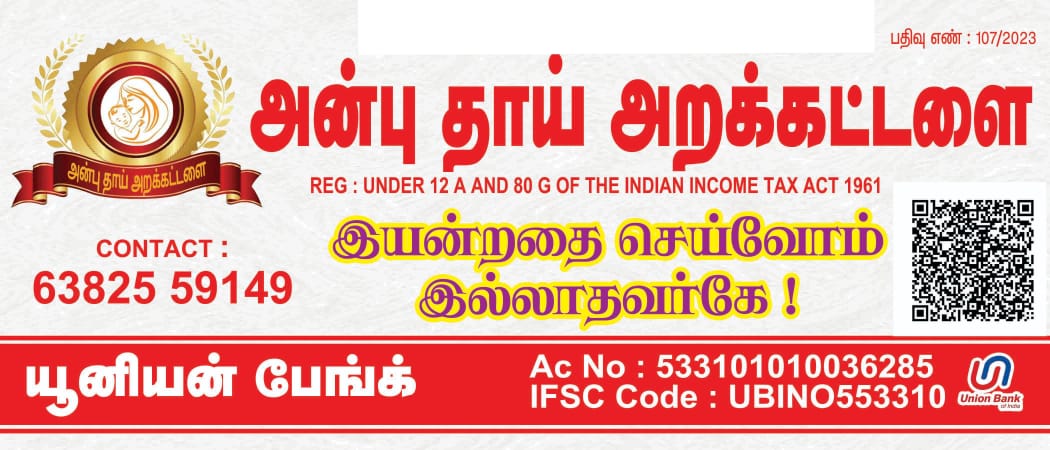 பதிவு எண் : 107/2023
அன்பு தாய் அறக்கட்டளை
அன்பு தாய் அறக்கட்டளை
REG : UNDER 12 A AND 80 G OF THE INDIAN INCOME TAX ACT 1961
இயன்றதை செய்வோம்
இல்லாதவர்கே !
CONTACT :
63825 59149
யூனியன் பேங்க்
Ac No : 533101010036285
IFSC Code : UBINO553310
Union Bank
of India